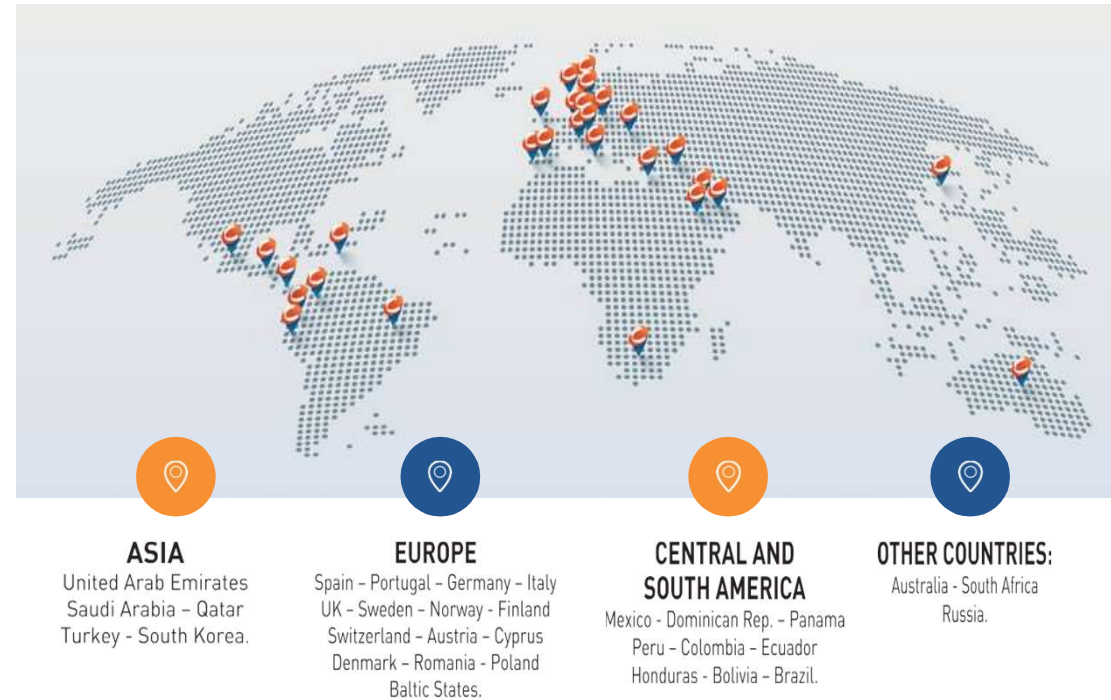 ASIA
United Arab Emirates
Saudi Arabia – Qatar
Turkey - South Korea.
EUROPE
Spain – Portugal – Germany – Italy
UK – Sweden – Norway - Finland
Switzerland – Austria – Cyprus
Denmark – Romania - Poland
Baltic States.
CENTRAL AND
SOUTH AMERICA
Mexico - Dominican Rep. – Panama
Peru – Colombia – Ecuador
Honduras - Bolivia – Brazil.
OTHER COUNTRIES:
Australia - South Africa
Russia.